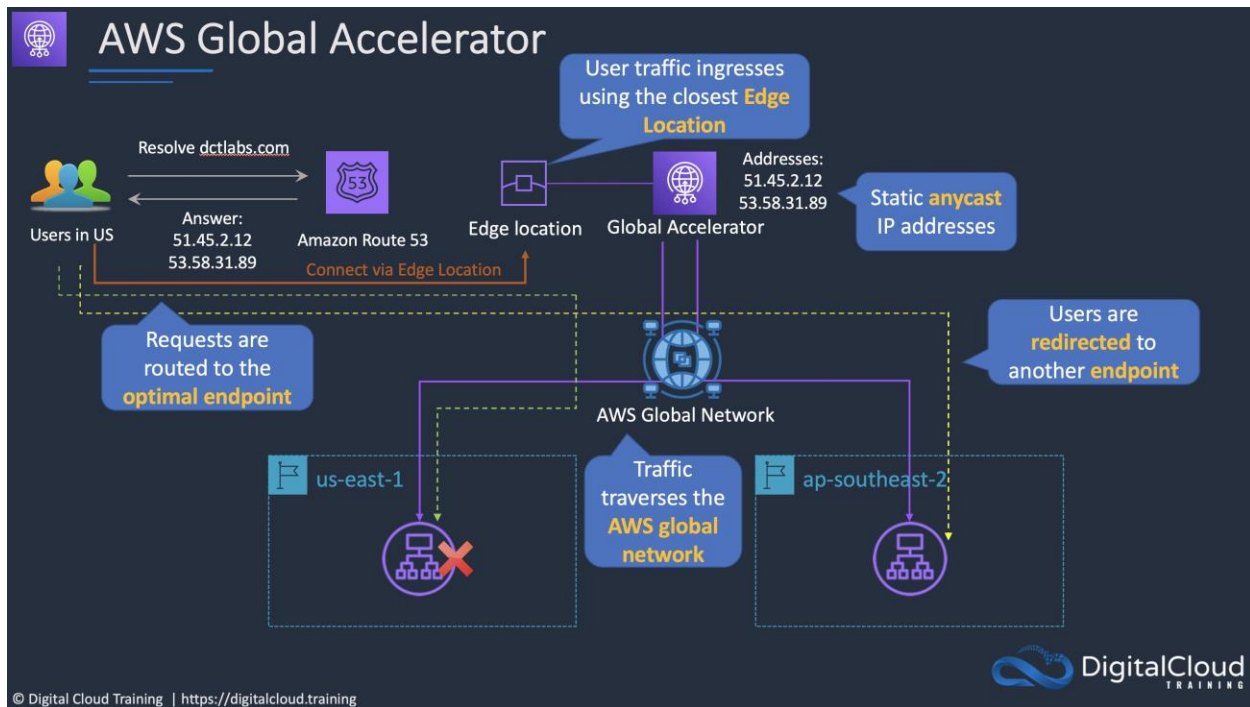 AWS Global Accelerator
User traffic ingresses
using the closest Edge
Location
Resolve dctlabs.com
53
Addresses:
51.45.2.12
53.58.31.89
Static anycast
IP addresses
Users in US
Answer:
51.45.2.12
53.58.31.89
Amazon Route 53
Edge location
Global Accelerator
Connect via Edge Location
Requests are
routed to the
optimal endpoint
Users are
redirected to
another endpoint
AWS Global Network
Traffic
traverses the
AWS global
network
us-east-1
ap-southeast-2
DigitalCloud
TRAINING
© Digital Cloud Training | https://digitalcloud.training